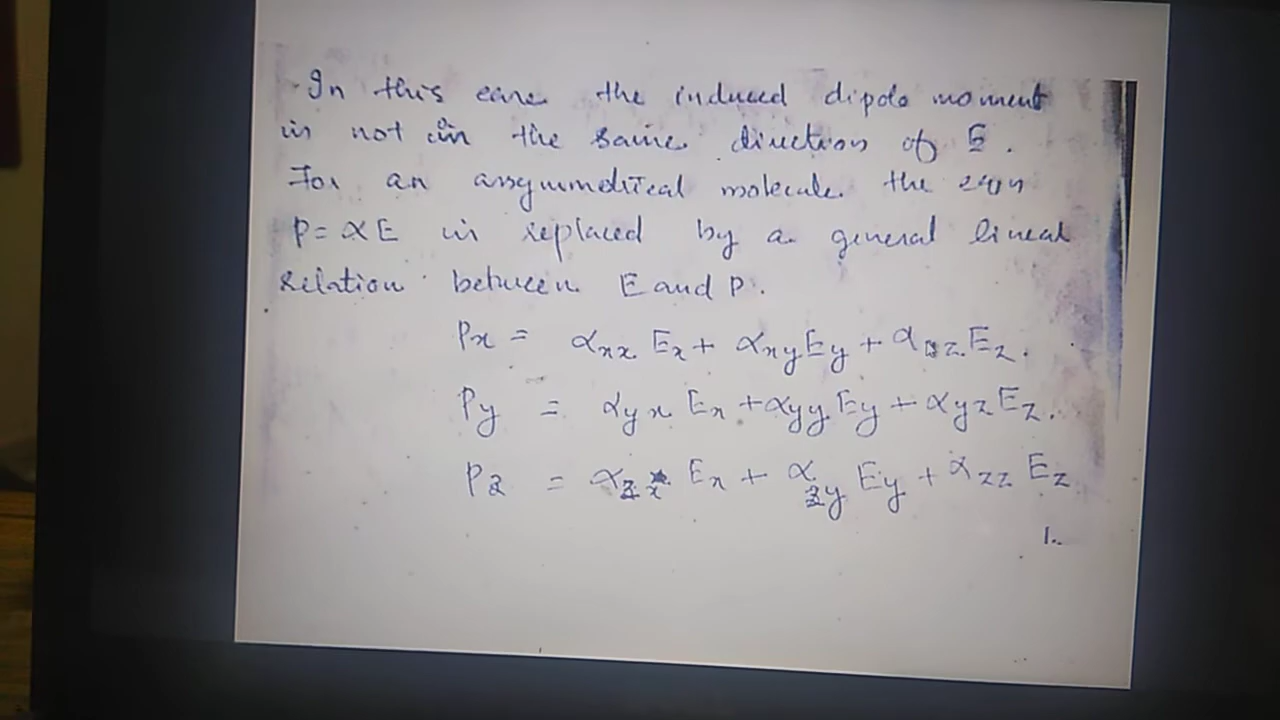 In this case the induced dipole moment
is not in the same direction of E.
For an assymmetrical molecule the eqn
P = αE is replaced by a general linear
relation between E and P.
Px = αxx Ex + αxy Ey + αxz Ez.
Py = αyx Ex + αyy Ey + αyz Ez.
Pz = αzx Ex + αzy Ey + αzz Ez
1.